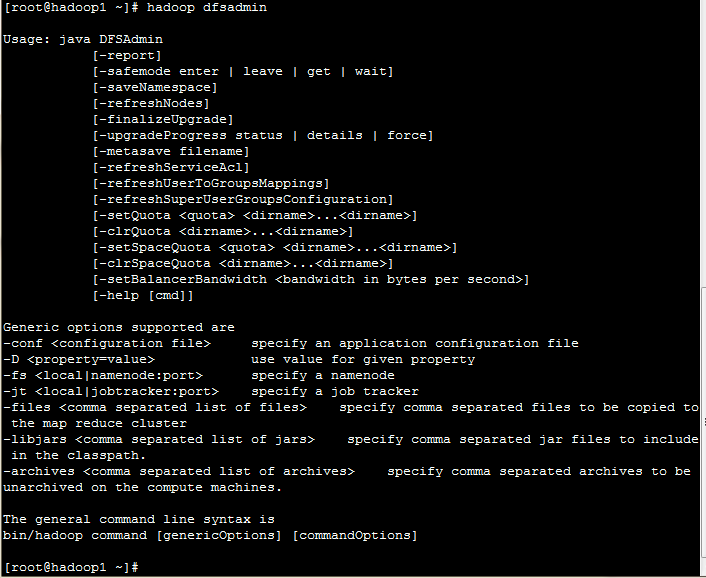 [root@hadoop1 ~]# hadoop dfsadmin
Usage: java DFSAdmin
[-report]
[-safemode enter | leave | get | wait]
[-saveNamespace]
[-refreshNodes]
[-finalizeUpgrade]
[-upgradeProgress status | details | force]
[-metasave filename]
[-refreshServiceAcl]
[-refreshUserToGroupsMappings]
[-refreshSuperUserGroupsConfiguration]
[-setQuota <quota> <dirname>...<dirname>]
[-clrQuota <dirname>...<dirname>]
[-setSpaceQuota <quota> <dirname>...<dirname>]
[-clrSpaceQuota <dirname>...<dirname>]
[-setBalancerBandwidth <bandwidth in bytes per second>]
[-help [cmd]]
Generic options supported are
-conf <configuration file>     specify an application configuration file
-D <property=value>            use value for given property
-fs <local|namenode:port>      specify a namenode
-jt <local|jobtracker:port>    specify a job tracker
-files <comma separated list of files>    specify comma separated files to be copied to
the map reduce cluster
-libjars <comma separated list of jars>    specify comma separated jar files to include
in the classpath.
-archives <comma separated list of archives>    specify comma separated archives to be
unarchived on the compute machines.
The general command line syntax is
bin/hadoop command [genericOptions] [commandOptions]
[root@hadoop1 ~]#